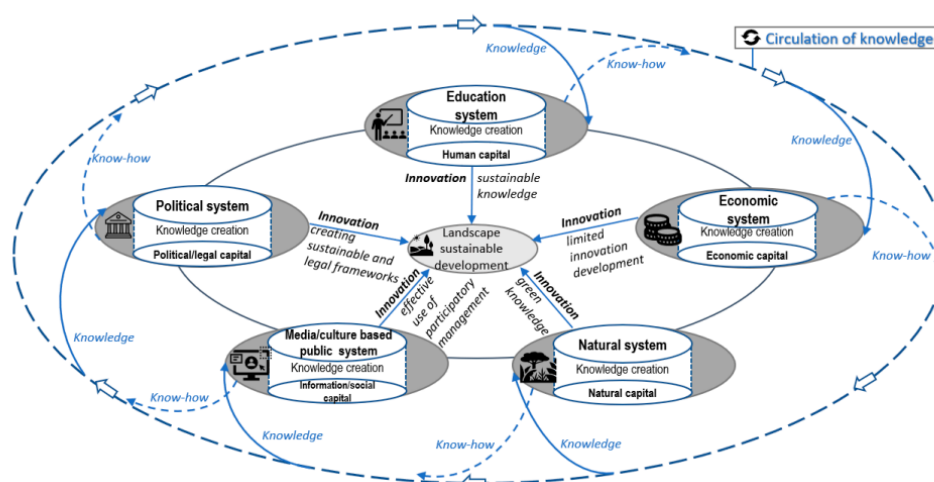 Circulation of knowledge
Knowledge
Know-how
Education
system
Knowledge creation
Human capital
Knowledge
Know-how
Innovation
sustainable
knowledge
Political system
Knowledge creation
Political/legal capital
Innovation
creating
sustainable and
legal frameworks
Landscape
sustainable
development
Innovation
limited
innovation
development
Economic
system
Knowledge creation
Economic capital
Know-how
Innovation
effective
use of
participatory
management
Innovation
green
knowledge
Knowledge
Media/culture based
public system
Knowledge creation
Information/social
capital
Natural system
Knowledge creation
Natural capital
Know-how
Knowledge
Know-how
Knowledge